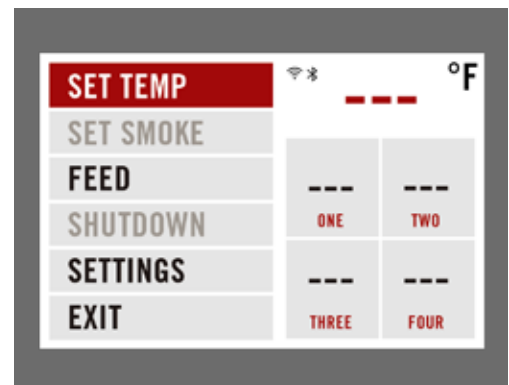 SET TEMP
SET SMOKE
FEED
SHUTDOWN
SETTINGS
EXIT
°F
---
--- ---
ONE TWO
--- ---
THREE FOUR